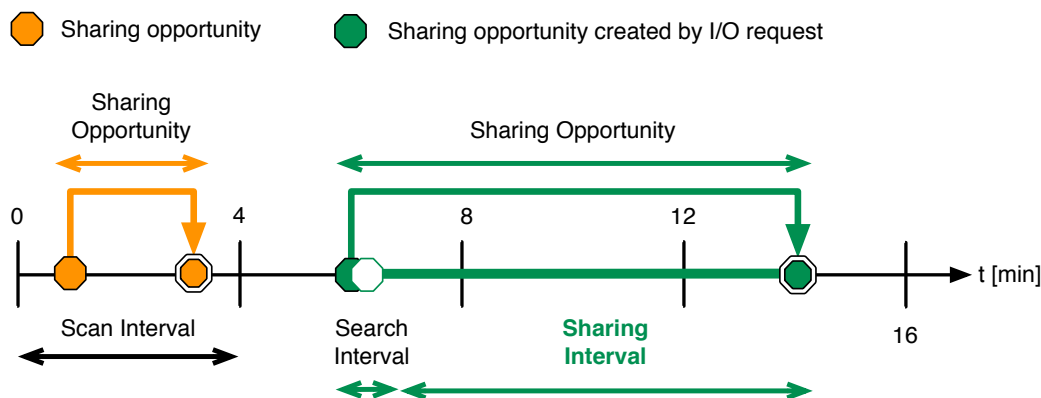 Sharing opportunity
Sharing opportunity created by I/O request
Sharing
Opportunity
Sharing Opportunity
0
4
8
12
t [min]
Scan Interval
Search
Interval
Sharing
Interval
16